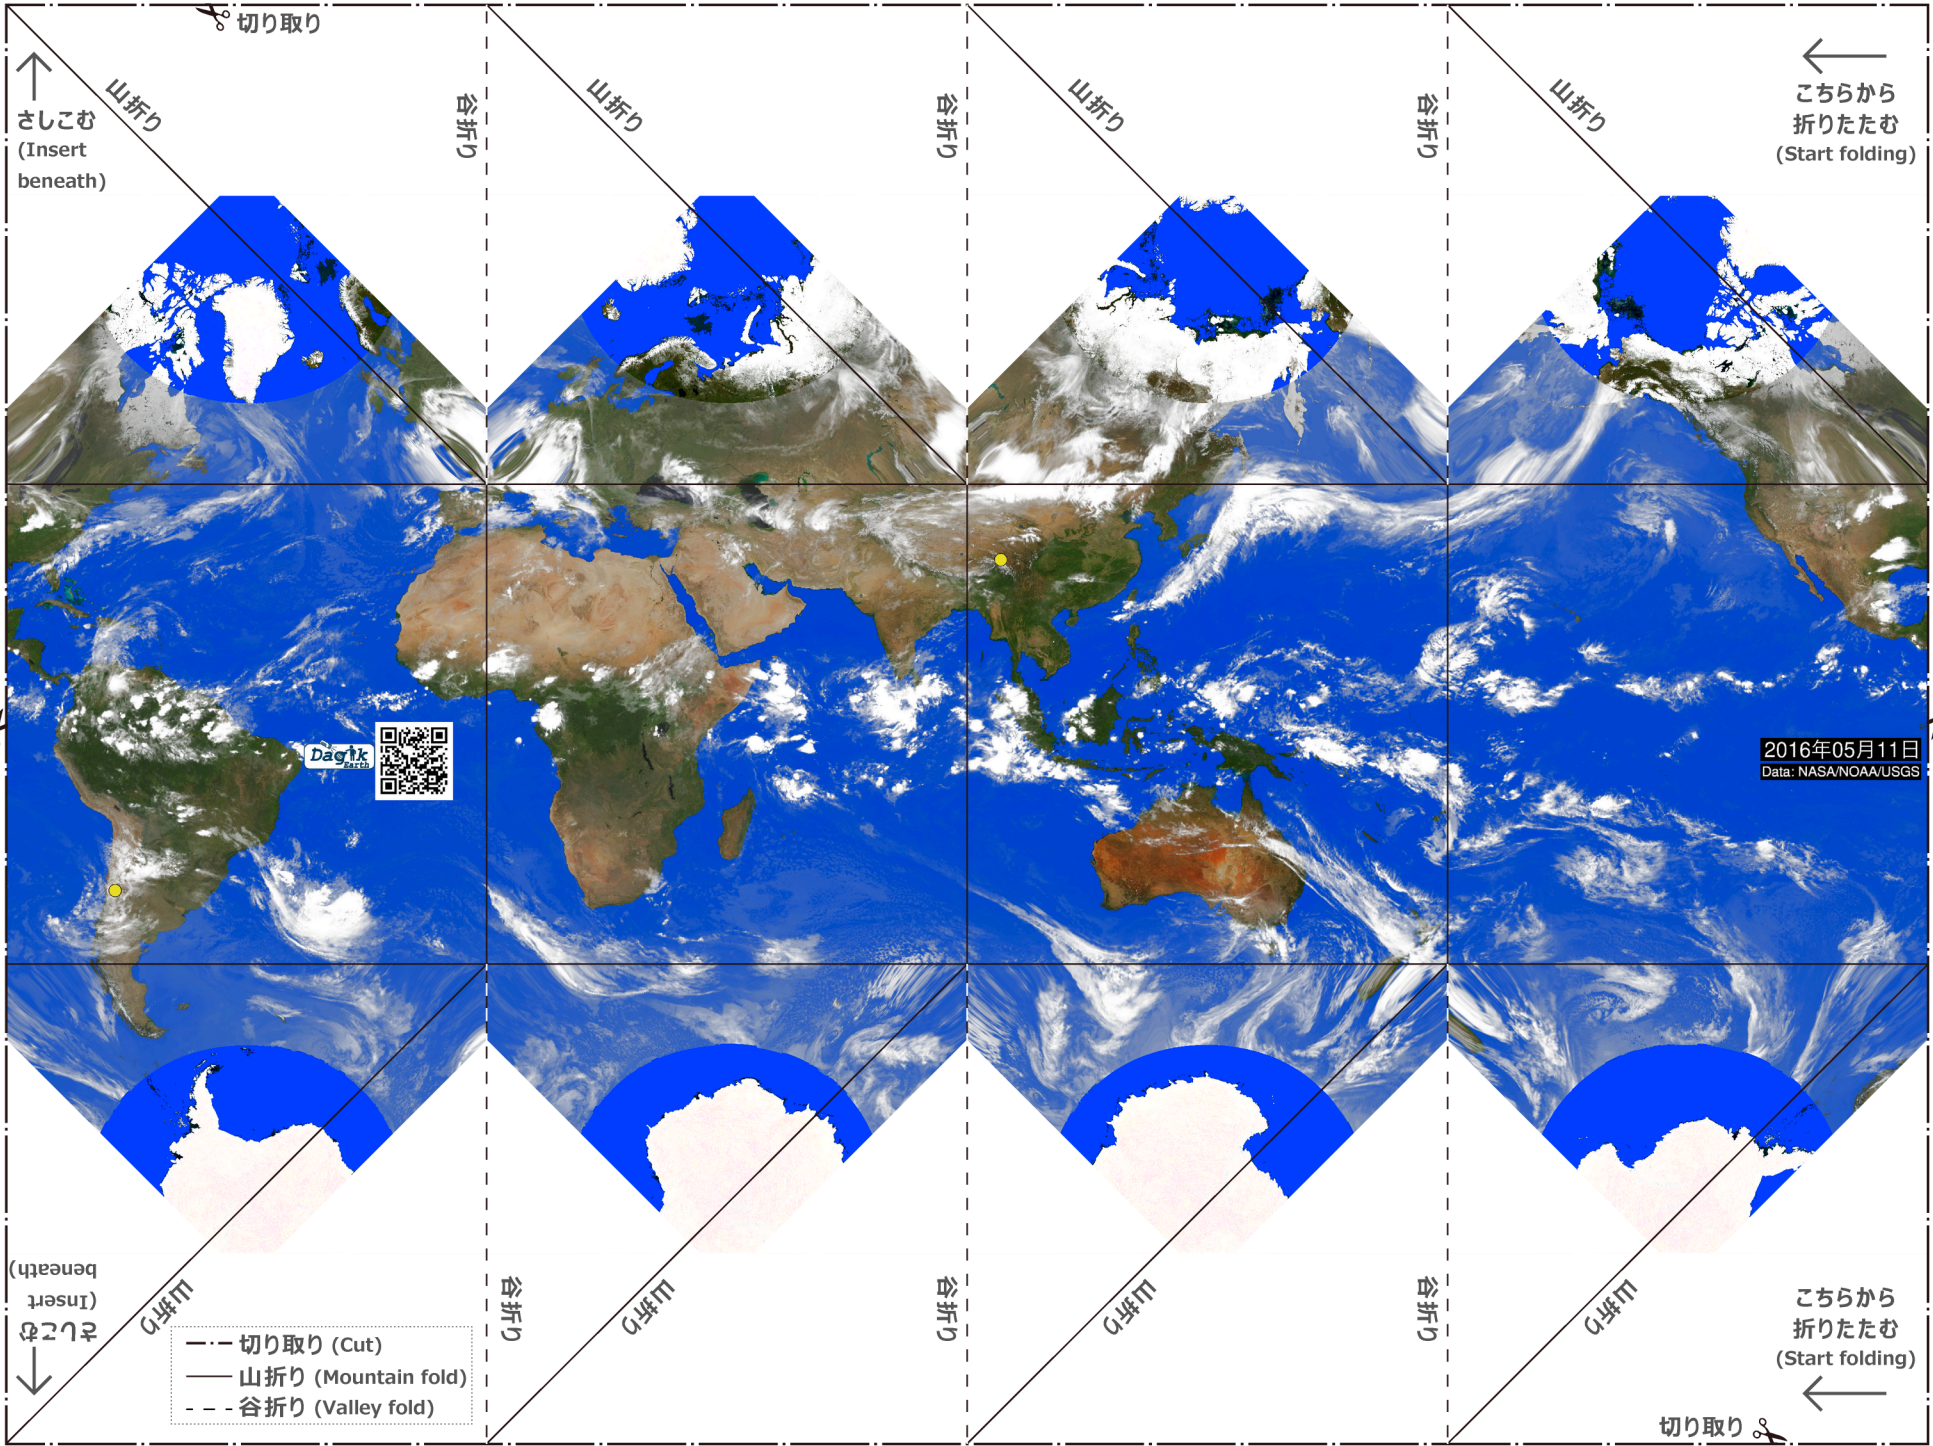 切り取り
山折り
谷折り
山折り
谷折り
山折り
谷折り
山折り
さしこむ
(Insert
beneath)
こちらから
折りたたむ
(Start folding)
Dagik
Earth
2016年05月11日
Data: NASA/NOAA/USGS
さしこむ
(Insert
beneath)
山折り
谷折り
山折り
谷折り
山折り
谷折り
山折り
こちらから
折りたたむ
(Start folding)
切り取り (Cut)
山折り (Mountain fold)
谷折り (Valley fold)
切り取り